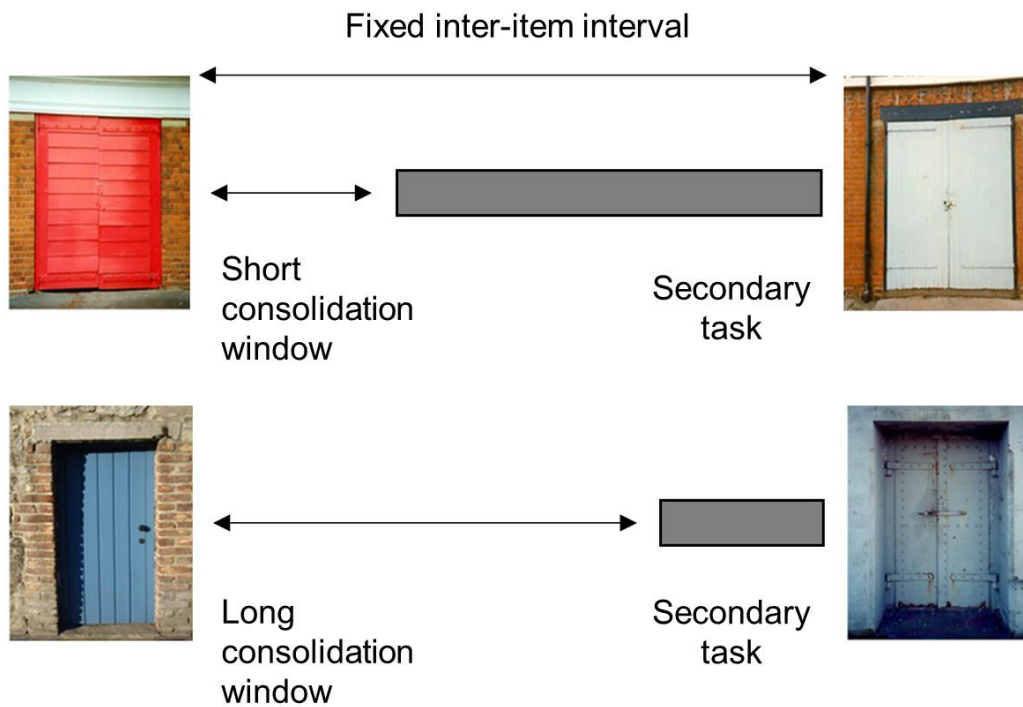 Fixed inter-item interval
Short
consolidation
window
Secondary
task
Long
consolidation
window
Secondary
task